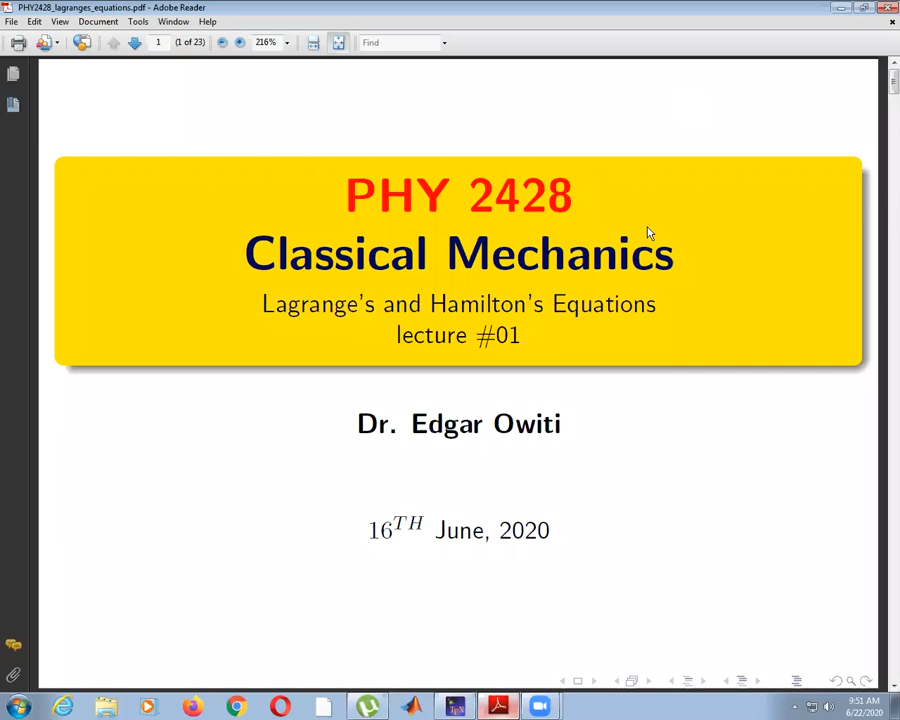 PHY2428_lagranges_equations.pdf - Adobe Reader
File Edit View Document Tools Window Help
1 (1 of 23) 216% Find
PHY 2428
Classical Mechanics
Lagrange's and Hamilton's Equations
lecture #01
Dr. Edgar Owiti
16TH June, 2020
9:51 AM
6/22/2020